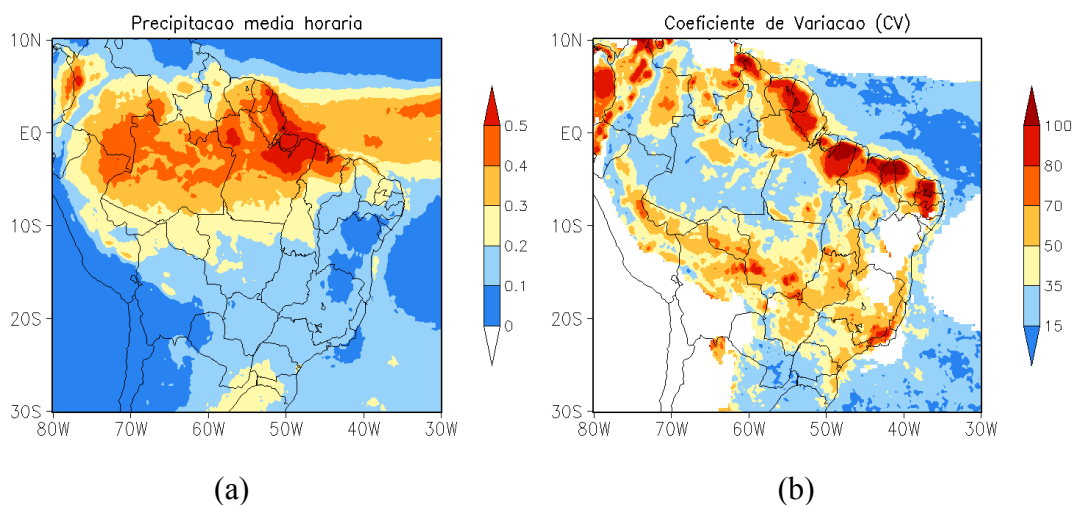 Precipitacao media horaria
10N
EQ
10S
20S
30S
80W 70W 60W 50W 40W 30W
0.5
0.4
0.3
0.2
0.1
0
(a)
Coeficiente de Variacao (CV)
10N
EQ
10S
20S
30S
80W 70W 60W 50W 40W 30W
100
80
70
50
35
15
(b)